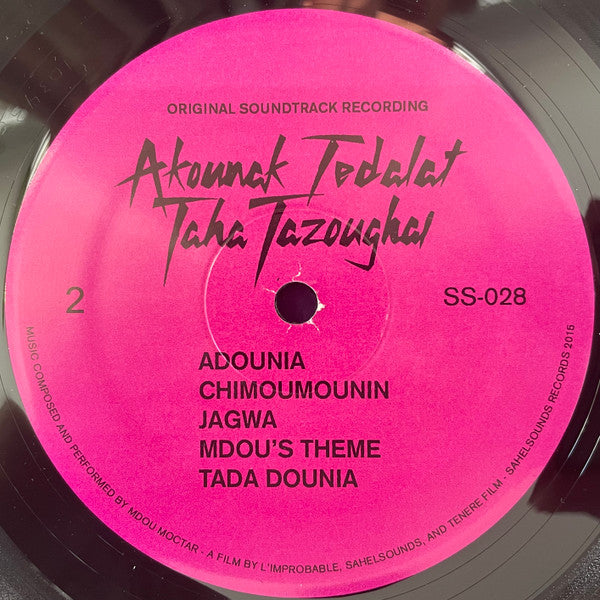 ORIGINAL SOUNDTRACK RECORDING
Akounak Tedalat
Taha Tazoughai
2
SS-028
ADOUNIA
CHIMOUMOUNIN
JAGWA
MDOU'S THEME
TADA DOUNIA
MUSIC COMPOSED AND PERFORMED BY MDOU MOCTAR - A FILM BY L'IMPROBABLE, SAHELSOUNDS, AND TENERE FILM - SAHELSOUNDS RECORDS 2015